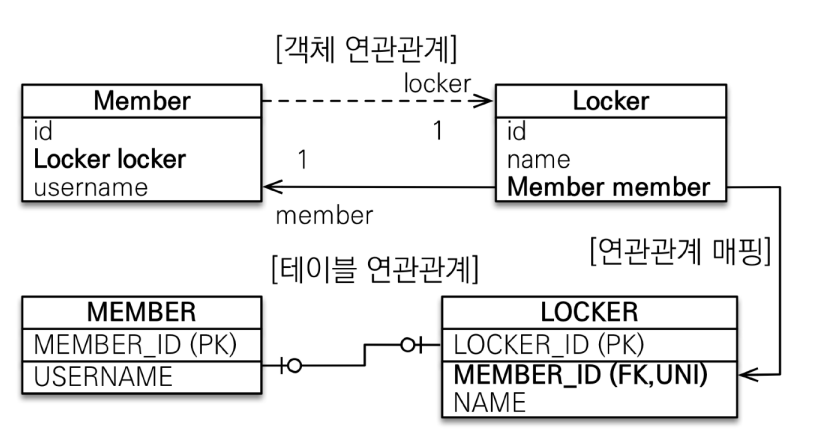 [객체 연관관계]
Member
id
Locker locker
username
locker
1
1
member
Locker
id
name
Member member
[연관관계 매핑]
[테이블 연관관계]
MEMBER
MEMBER_ID (PK)
USERNAME
LOCKER
LOCKER_ID (PK)
MEMBER_ID (FK,UNI)
NAME